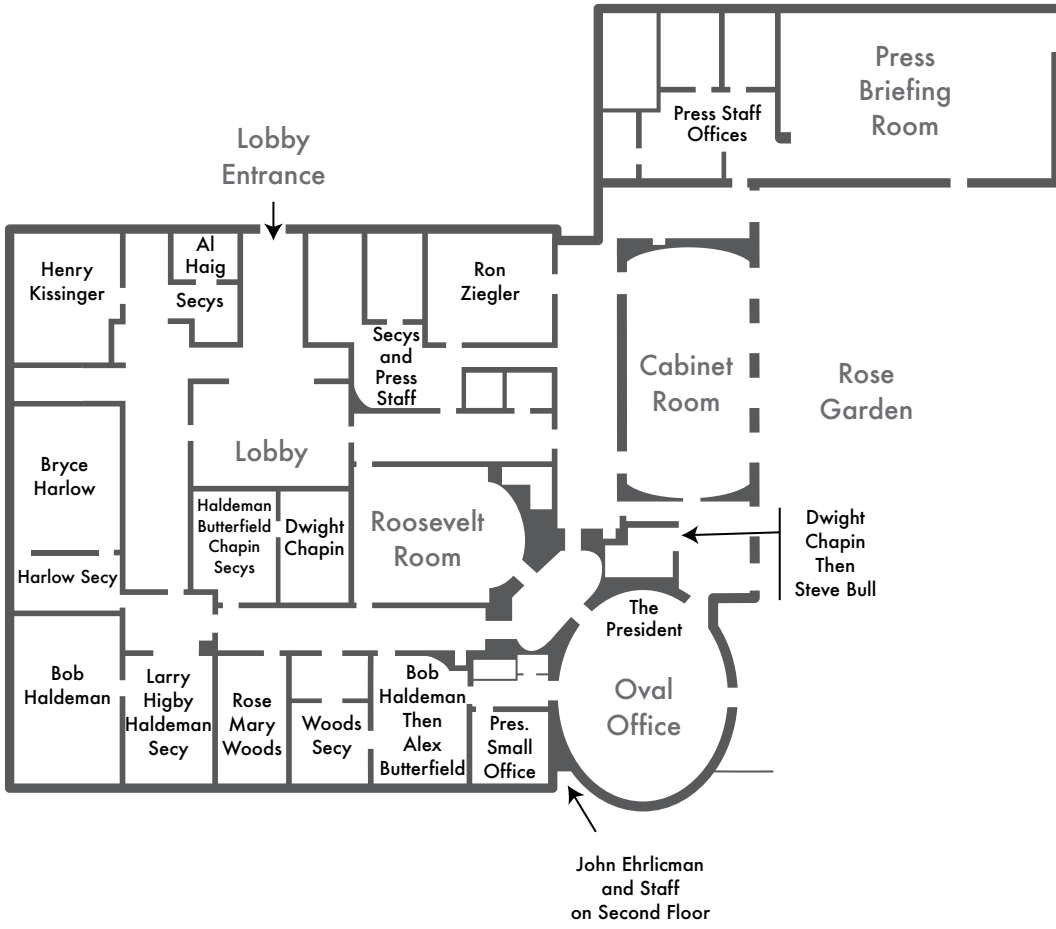 Press
Briefing
Room
Press Staff
Offices
Lobby
Entrance
Henry
Kissinger
Al
Haig
Secys
Ron
Ziegler
Secys
and
Press
Staff
Cabinet
Room
Rose
Garden
Bryce
Harlow
Harlow Secy
Lobby
Haldeman
Butterfield
Chapin
Secys
Dwight
Chapin
Roosevelt
Room
Dwight
Chapin
Then
Steve Bull
The
President
Oval
Office
Bob
Haldeman
Larry
Higby
Haldeman
Secy
Rose
Mary
Woods
Woods
Secy
Bob
Haldeman
Then
Alex
Butterfield
Pres.
Small
Office
John Ehrlicman
and Staff
on Second Floor